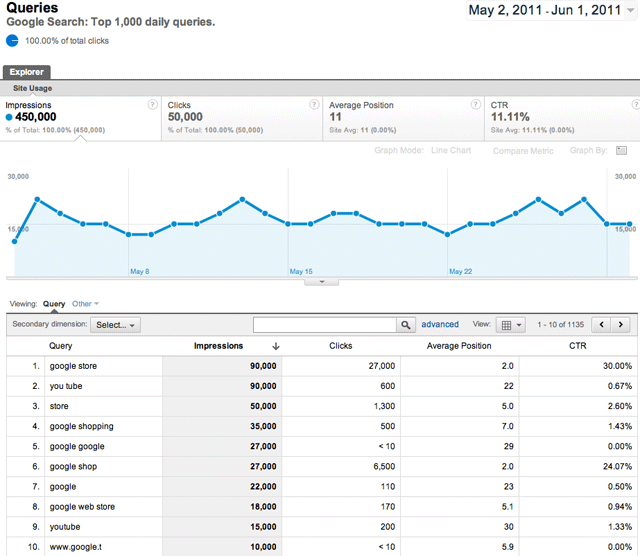 Queries
May 2, 2011 - Jun 1, 2011
Google Search: Top 1,000 daily queries.
100.00% of total clicks
Explorer
Site Usage
Impressions ? Clicks ? Average Position ? CTR ?
450,000 50,000 11 11.11%
% of Total: 100.00% (450,000) % of Total: 100.00% (50,000) Site Avg: 11 (0.00%) Site Avg: 11.11% (0.00%)
Graph Mode: Line Chart Compare Metric Graph By:
30,000 30,000
15,000 15,000
May 8 May 15 May 22
Viewing: Query Other
Secondary dimension: Select... advanced View: 1 - 10 of 1135
Query Impressions Clicks Average Position CTR
1. google store 90,000 27,000 2.0 30.00%
2. you tube 90,000 600 22 0.67%
3. store 50,000 1,300 5.0 2.60%
4. google shopping 35,000 500 7.0 1.43%
5. google google 27,000 < 10 29 0.00%
6. google shop 27,000 6,500 2.0 24.07%
7. google 22,000 110 23 0.50%
8. google web store 18,000 170 5.1 0.94%
9. youtube 15,000 200 30 1.33%
10. www.google.t 10,000 < 10 5.9 0.00%